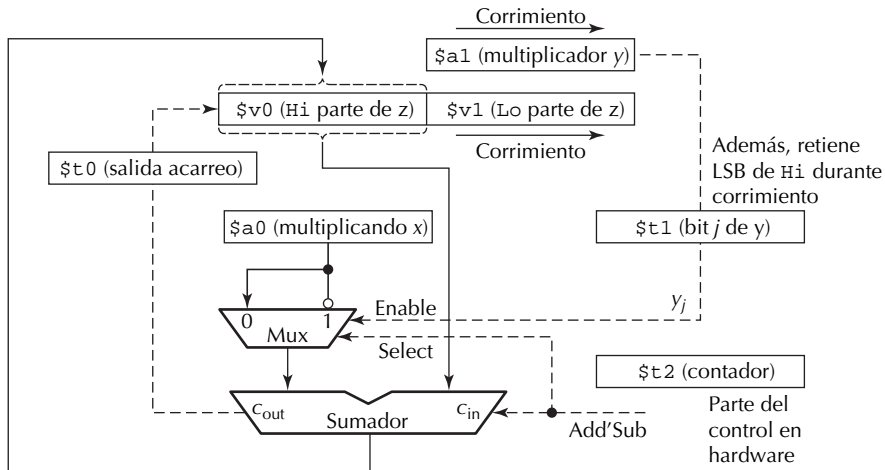 Corrimiento
$a1 (multiplicador y)
$v0 (Hi parte de z)
$v1 (Lo parte de z)
Corrimiento
$t0 (salida acarreo)
Además, retiene
LSB de Hi durante
corrimiento
$a0 (multiplicando x)
$t1 (bit j de y)
0
1
Mux
Enable
yj
Select
$t2 (contador)
cout
Sumador
cin
Add'Sub
Parte del
control en
hardware